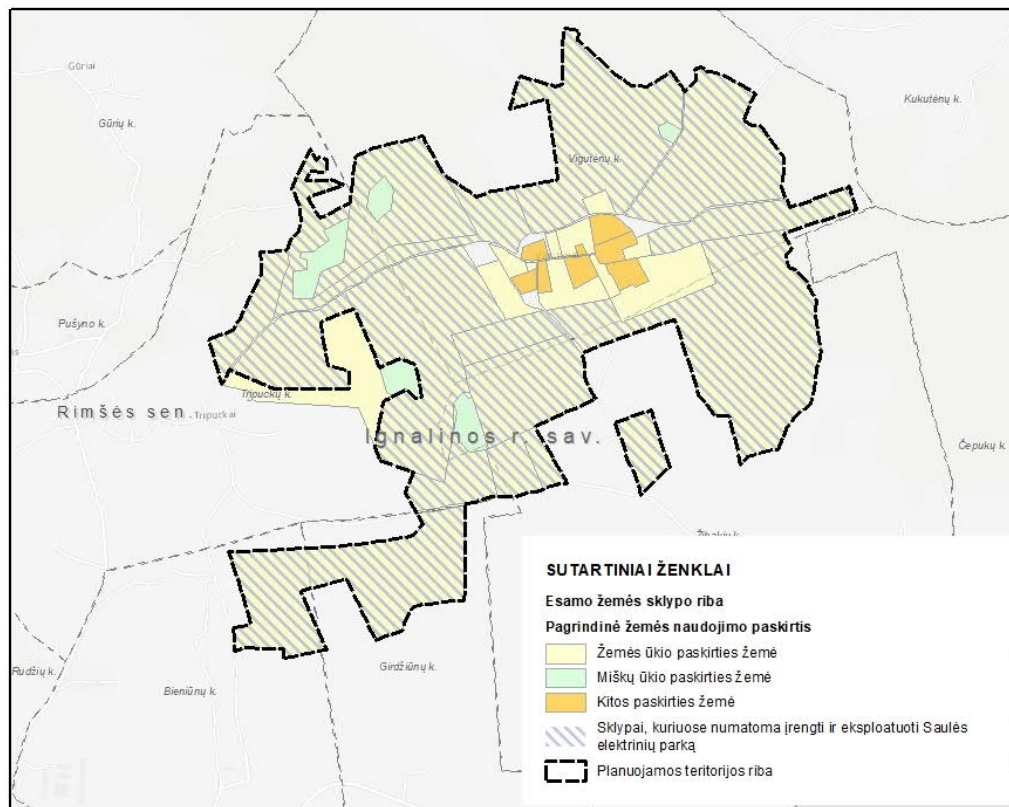 Gūriai
Gūrių k.
Kukutėnų k.
Vigutėnų k.
Pušyno k.
Tripuckų k.
Rimšės sen.
Tripuckai
Ignalinos r. sav.
Čepukų k.
Rudžių k.
Bieniūnų k.
Girdžiūnų k.
SUTARTINIAI ŽENKLAI
Esamo žemės sklypo riba
Pagrindinė žemės naudojimo paskirtis
Žemės ūkio paskirties žemė
Miškų ūkio paskirties žemė
Kitos paskirties žemė
Sklypai, kuriuose numatoma įrengti ir eksploatuoti Saulės
elektrinių parką
Planuojamos teritorijos riba